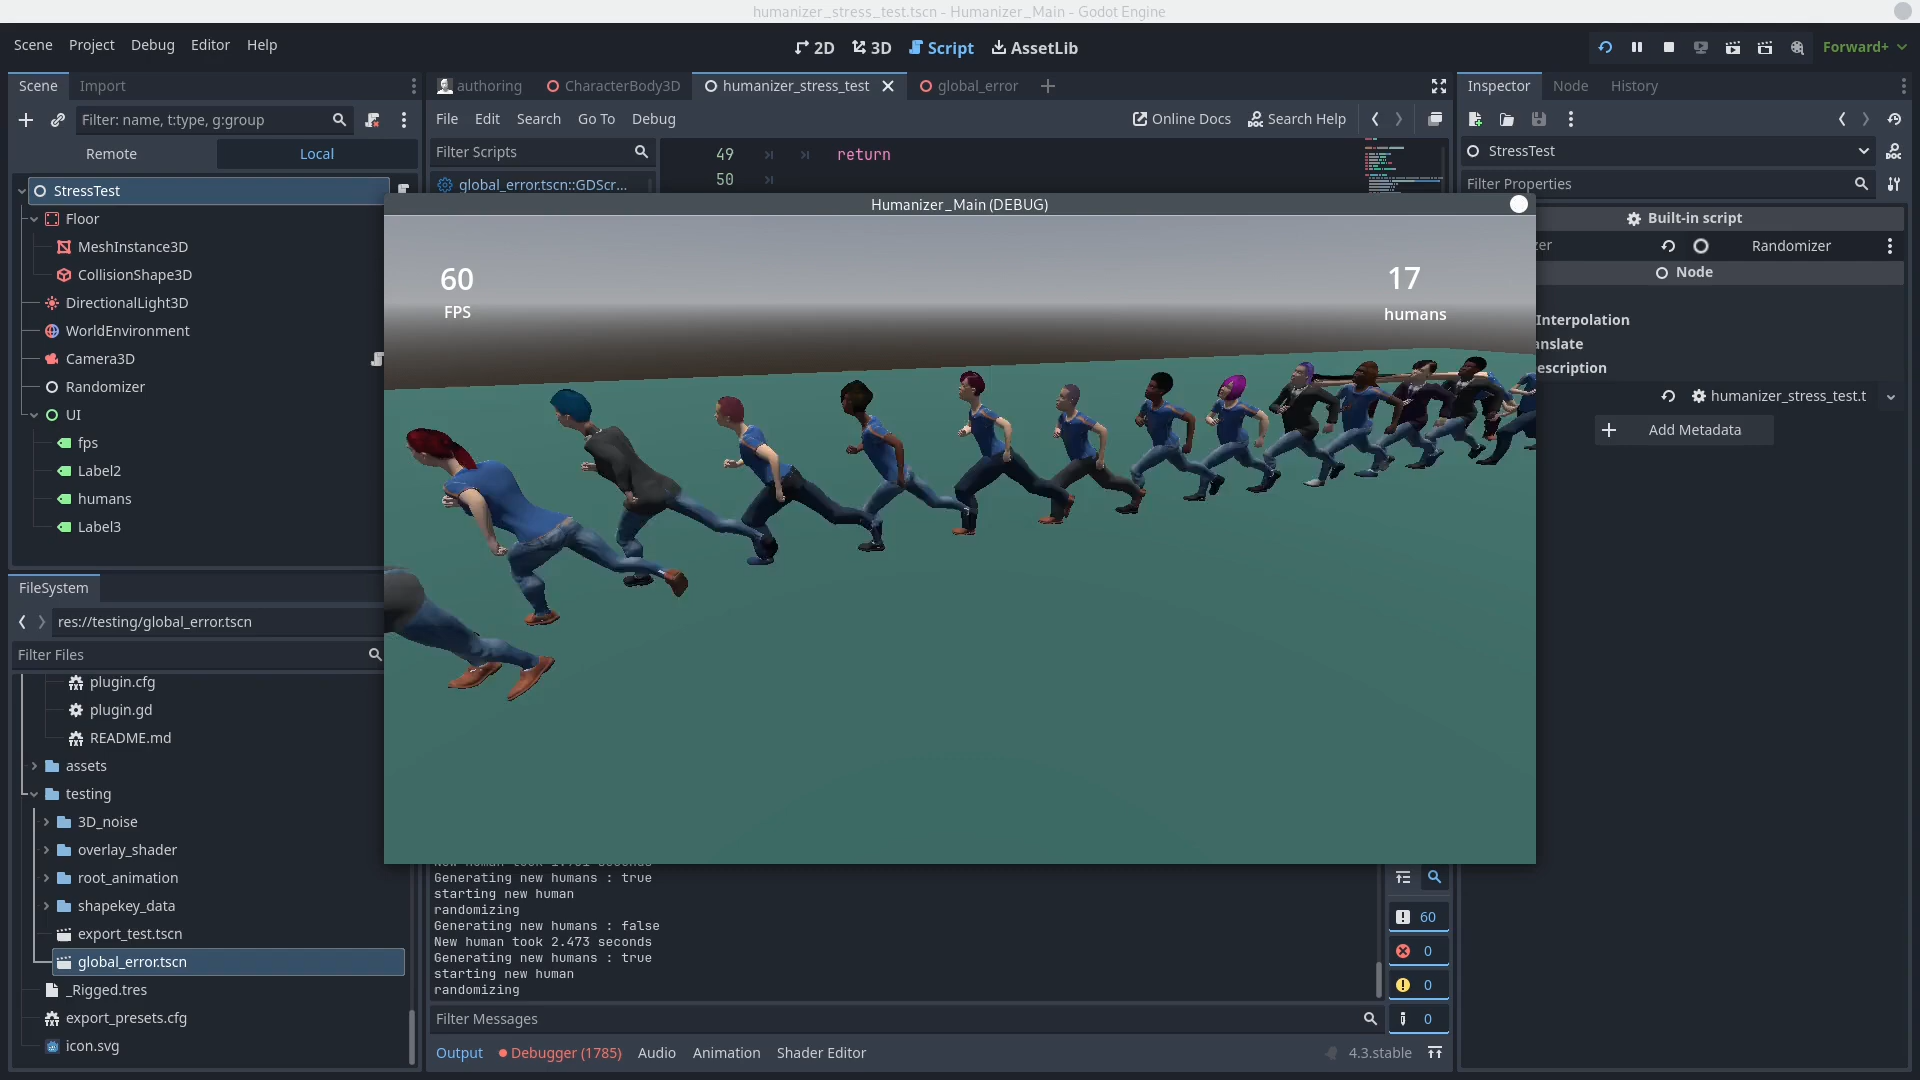 humanizer_stress_test.tscn - Humanizer_Main - Godot Engine
Scene Project Debug Editor Help
2D 3D Script AssetLib
Forward+
Scene Import
authoring CharacterBody3D humanizer_stress_test global_error
Inspector Node History
Filter: name, t:type, g:group
File Edit Search Go To Debug
Online Docs Search Help
Remote Local
Filter Scripts
49 return
50
global_error.tscn::GDScr...
StressTest
Filter Properties
StressTest
Floor
MeshInstance3D
CollisionShape3D
DirectionalLight3D
WorldEnvironment
Camera3D
Randomizer
UI
fps
Label2
humans
Label3
Humanizer_Main (DEBUG)
60
FPS
17
humans
Built-in script
zer Randomizer
Node
Interpolation
anslate
escription
humanizer_stress_test.t
Add Metadata
FileSystem
res://testing/global_error.tscn
Filter Files
plugin.cfg
plugin.gd
README.md
assets
testing
3D_noise
overlay_shader
root_animation
shapekey_data
export_test.tscn
global_error.tscn
_Rigged.tres
export_presets.cfg
icon.svg
Generating new humans : true
starting new human
randomizing
Generating new humans : false
New human took 2.473 seconds
Generating new humans : true
starting new human
randomizing
60
0
0
0
Filter Messages
Output Debugger (1785) Audio Animation Shader Editor
4.3.stable